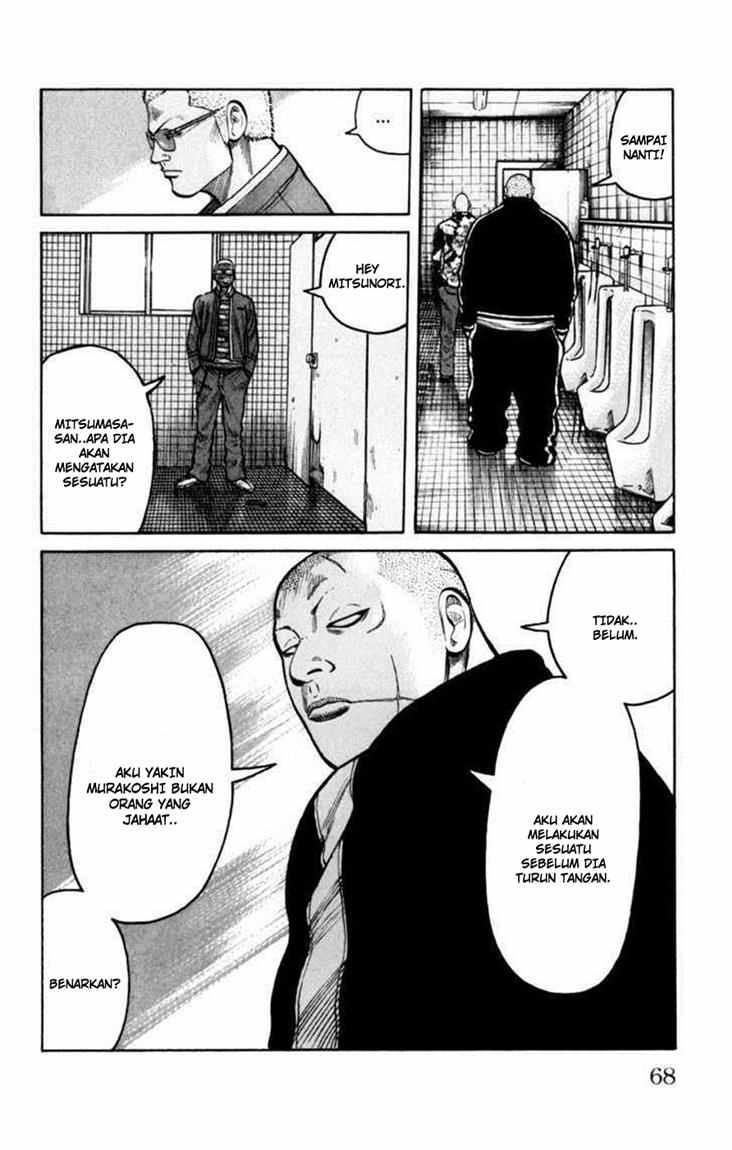 SAMPAI
NANTI!
...
HEY
MITSUNORI.
MITSUMASA-
SAN..APA DIA
AKAN
MENGATAKAN
SESUATU?
TIDAK..
BELUM.
AKU AKAN
MELAKUKAN
SESUATU
SEBELUM DIA
TURUN TANGAN.
AKU YAKIN
MURAKOSHI BUKAN
ORANG YANG
JAHAAT..
BENARKAN?
68